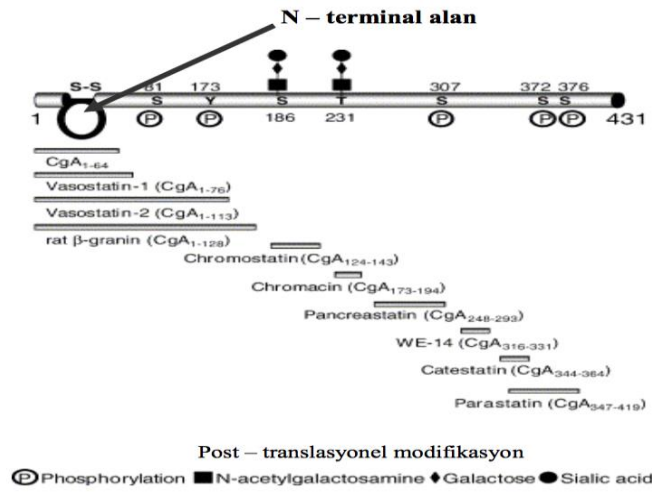 N – terminal alan
S-S 81 173 307 372 376
S Y S T S S S
1 P P 186 231 P P P 431
CgA1-64
Vasostatin-1 (CgA1-76)
Vasostatin-2 (CgA1-113)
rat β-granin (CgA1-128)
Chromostatin(CgA124-143)
Chromacin (CgA173-194)
Pancreastatin (CgA248-293)
WE-14 (CgA316-331)
Catestatin (CgA344-364)
Parastatin (CgA347-419)
Post – translasyonel modifikasyon
P Phosphorylation N-acetylgalactosamine Galactose Sialic acid